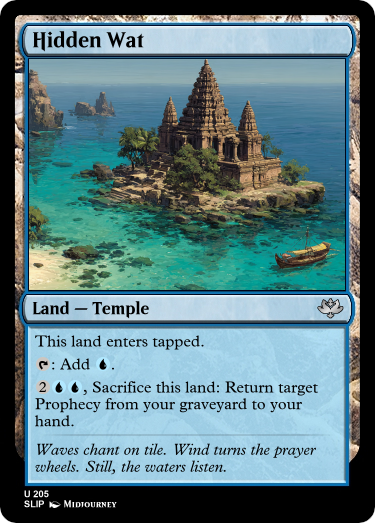 Hidden Wat
Land — Temple
This land enters tapped.
: Add .
2 , Sacrifice this land: Return target
Prophecy from your graveyard to your
hand.
Waves chant on tile. Wind turns the prayer
wheels. Still, the waters listen.
U 205
SLIP Midjourney